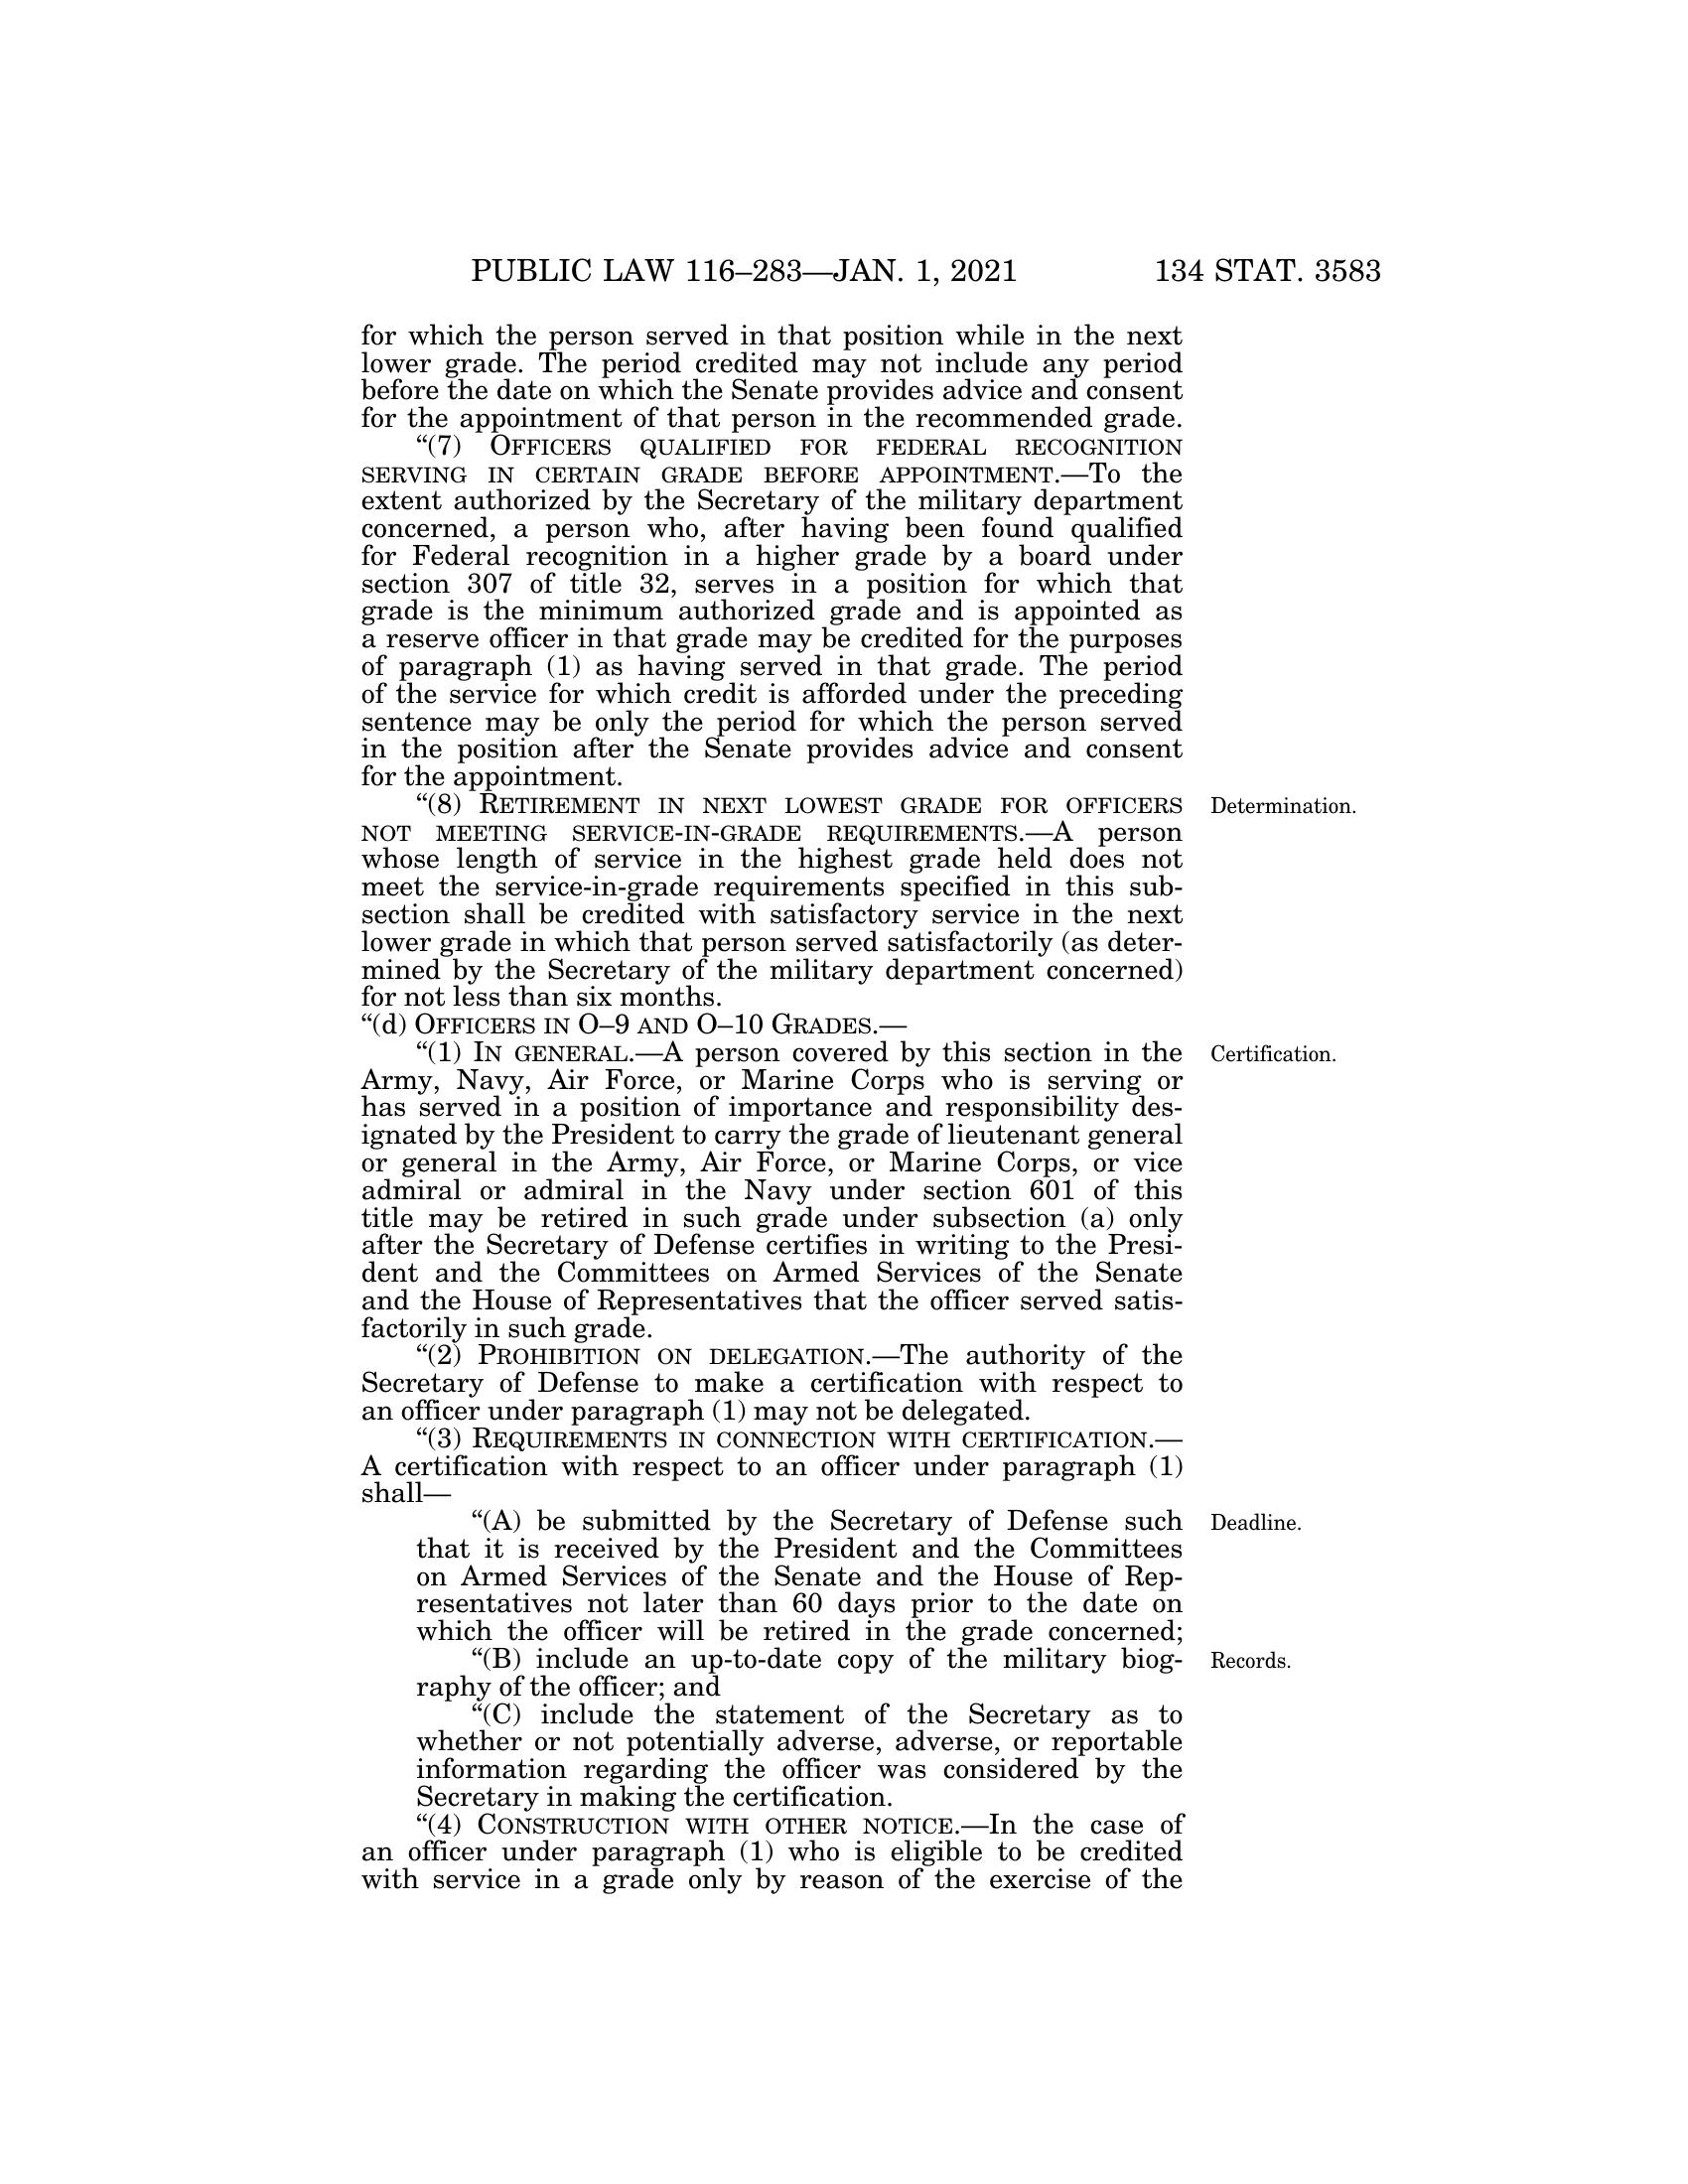 PUBLIC LAW 116–283—JAN. 1, 2021 134 STAT. 3583
for which the person served in that position while in the next
lower grade. The period credited may not include any period
before the date on which the Senate provides advice and consent
for the appointment of that person in the recommended grade.
“(7) OFFICERS QUALIFIED FOR FEDERAL RECOGNITION
SERVING IN CERTAIN GRADE BEFORE APPOINTMENT.—To the
extent authorized by the Secretary of the military department
concerned, a person who, after having been found qualified
for Federal recognition in a higher grade by a board under
section 307 of title 32, serves in a position for which that
grade is the minimum authorized grade and is appointed as
a reserve officer in that grade may be credited for the purposes
of paragraph (1) as having served in that grade. The period
of the service for which credit is afforded under the preceding
sentence may be only the period for which the person served
in the position after the Senate provides advice and consent
for the appointment.
“(8) RETIREMENT IN NEXT LOWEST GRADE FOR OFFICERS Determination.
NOT MEETING SERVICE-IN-GRADE REQUIREMENTS.—A person
whose length of service in the highest grade held does not
meet the service-in-grade requirements specified in this sub-
section shall be credited with satisfactory service in the next
lower grade in which that person served satisfactorily (as deter-
mined by the Secretary of the military department concerned)
for not less than six months.
“(d) OFFICERS IN O–9 AND O–10 GRADES.—
“(1) IN GENERAL.—A person covered by this section in the Certification.
Army, Navy, Air Force, or Marine Corps who is serving or
has served in a position of importance and responsibility des-
ignated by the President to carry the grade of lieutenant general
or general in the Army, Air Force, or Marine Corps, or vice
admiral or admiral in the Navy under section 601 of this
title may be retired in such grade under subsection (a) only
after the Secretary of Defense certifies in writing to the Presi-
dent and the Committees on Armed Services of the Senate
and the House of Representatives that the officer served satis-
factorily in such grade.
“(2) PROHIBITION ON DELEGATION.—The authority of the
Secretary of Defense to make a certification with respect to
an officer under paragraph (1) may not be delegated.
“(3) REQUIREMENTS IN CONNECTION WITH CERTIFICATION.—
A certification with respect to an officer under paragraph (1)
shall—
“(A) be submitted by the Secretary of Defense such Deadline.
that it is received by the President and the Committees
on Armed Services of the Senate and the House of Rep-
resentatives not later than 60 days prior to the date on
which the officer will be retired in the grade concerned;
“(B) include an up-to-date copy of the military biog- Records.
raphy of the officer; and
“(C) include the statement of the Secretary as to
whether or not potentially adverse, adverse, or reportable
information regarding the officer was considered by the
Secretary in making the certification.
“(4) CONSTRUCTION WITH OTHER NOTICE.—In the case of
an officer under paragraph (1) who is eligible to be credited
with service in a grade only by reason of the exercise of the